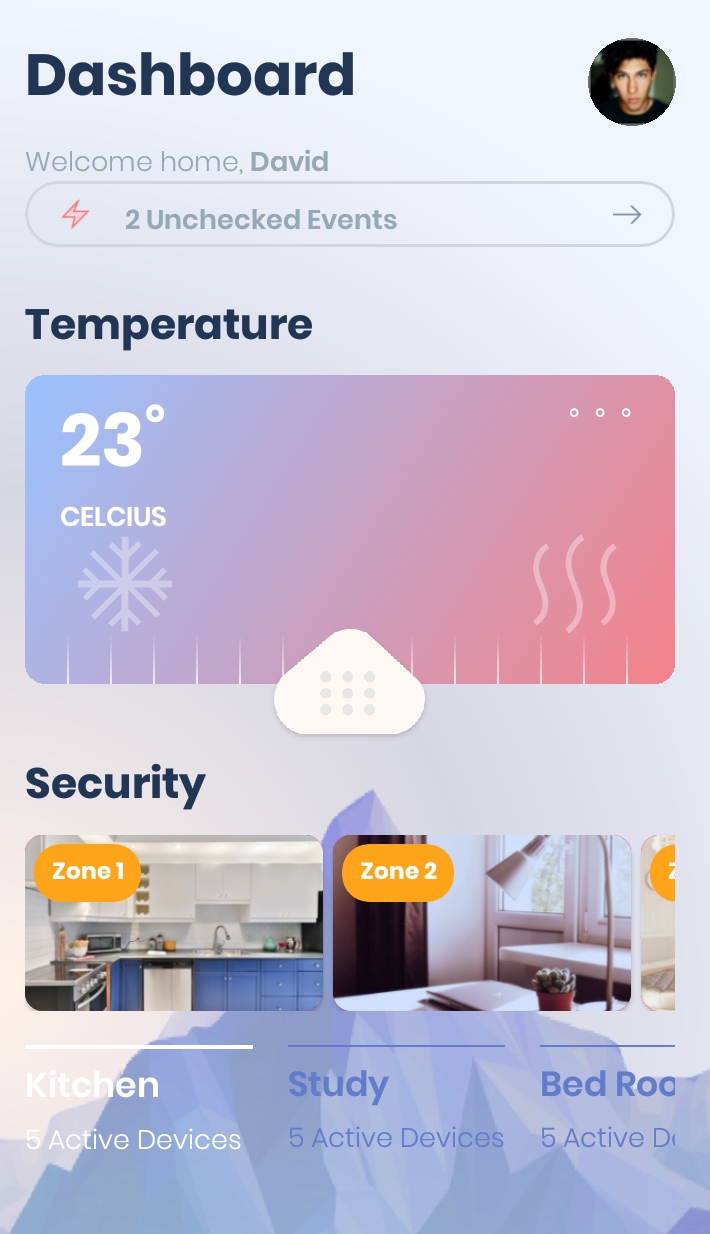 Dashboard
Welcome home, David
2 Unchecked Events
Temperature
23°
CELCIUS
Security
Zone 1
Zone 2
Kitchen
Study
Bed Roo
5 Active Devices
5 Active Devices
5 Active De